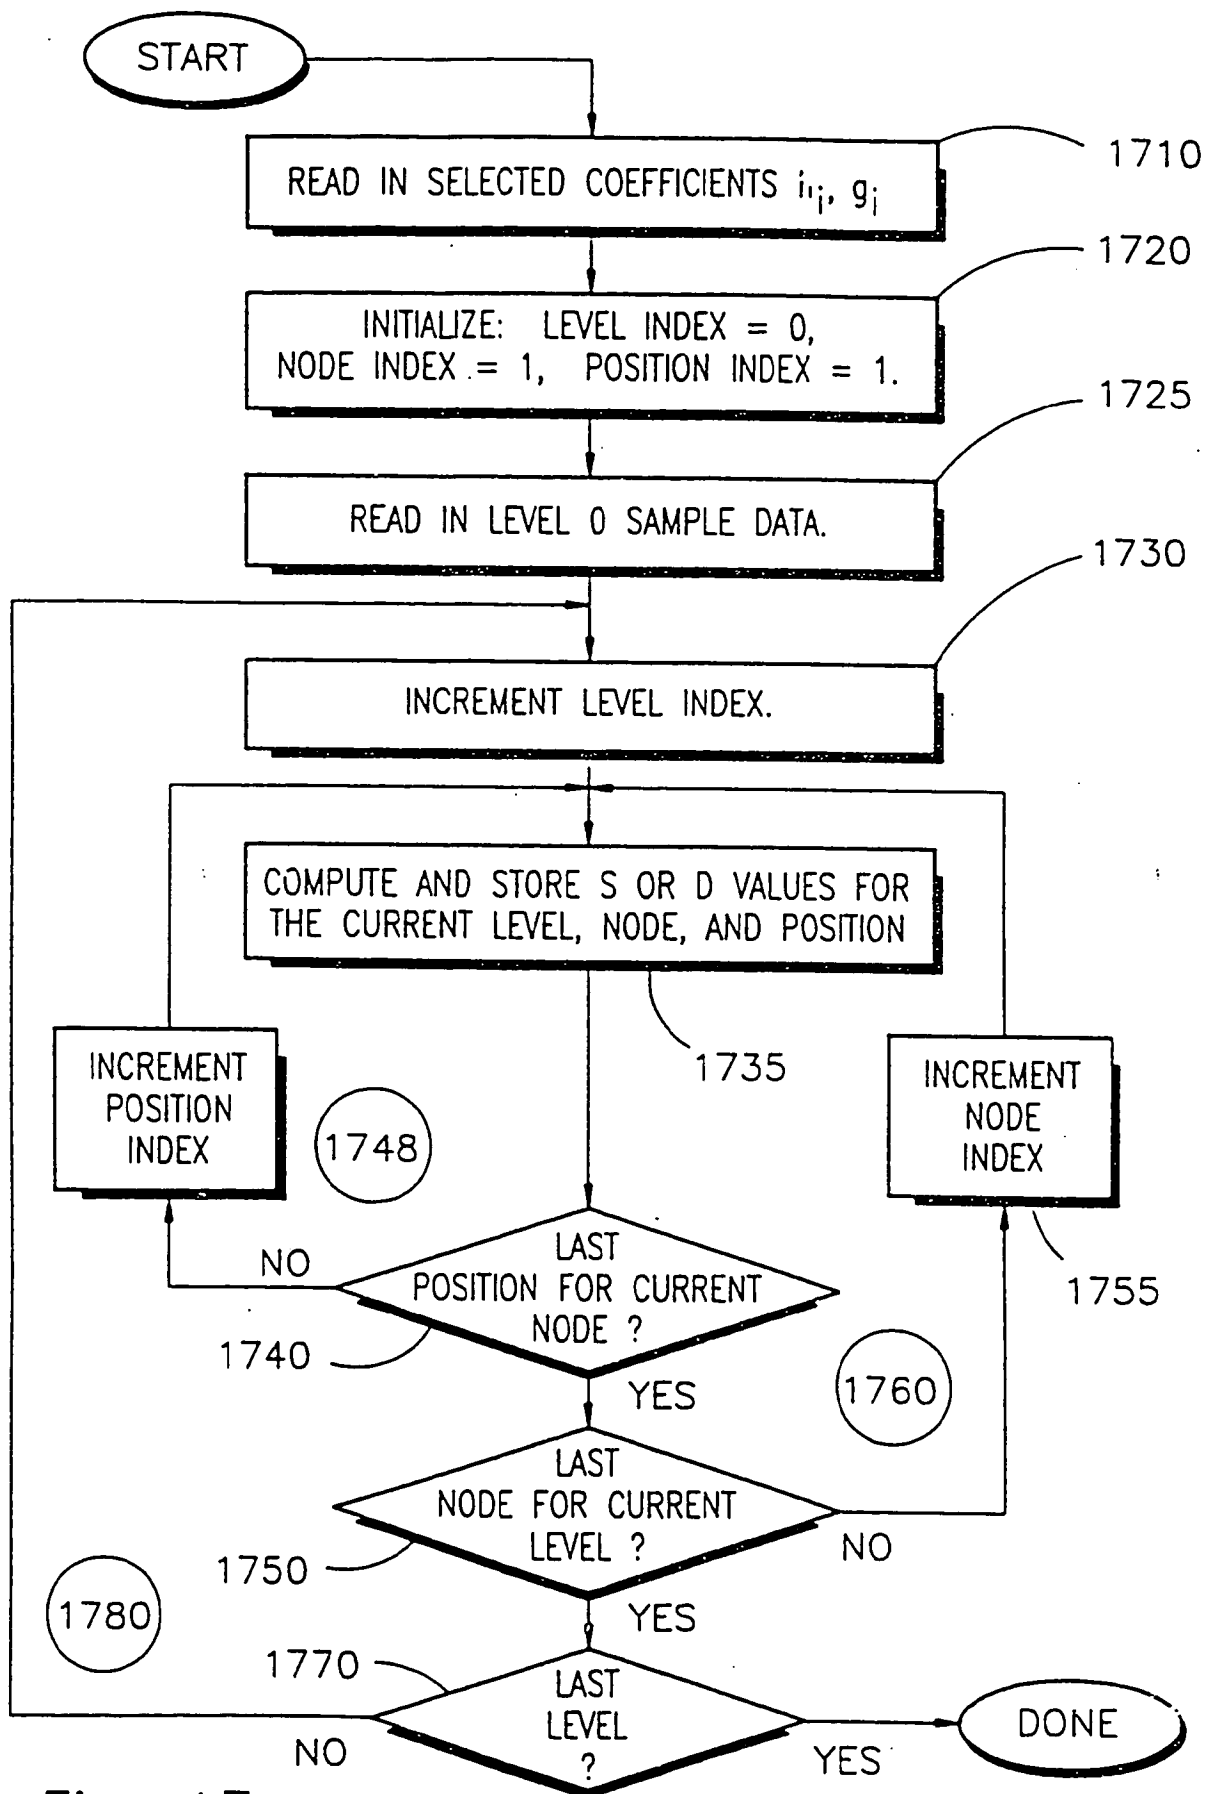 START
1710
READ IN SELECTED COEFFICIENTS
1720
INITIALIZE: LEVEL INDEX = 0,
NODE INDEX = 1, POSITION INDEX = 1.
1725
READ IN LEVEL 0 SAMPLE DATA.
1730
INCREMENT LEVEL INDEX.
COMPUTE AND STORE S OR D VALUES FOR
THE CURRENT LEVEL, NODE, AND POSITION
1735
INCREMENT
POSITION
INDEX
1748
INCREMENT
NODE
INDEX
1755
LAST
POSITION FOR CURRENT
NODE ?
NO
1740
YES
1760
LAST
NODE FOR CURRENT
LEVEL ?
NO
1750
YES
1780
1770
LAST
LEVEL
?
NO
YES
DONE